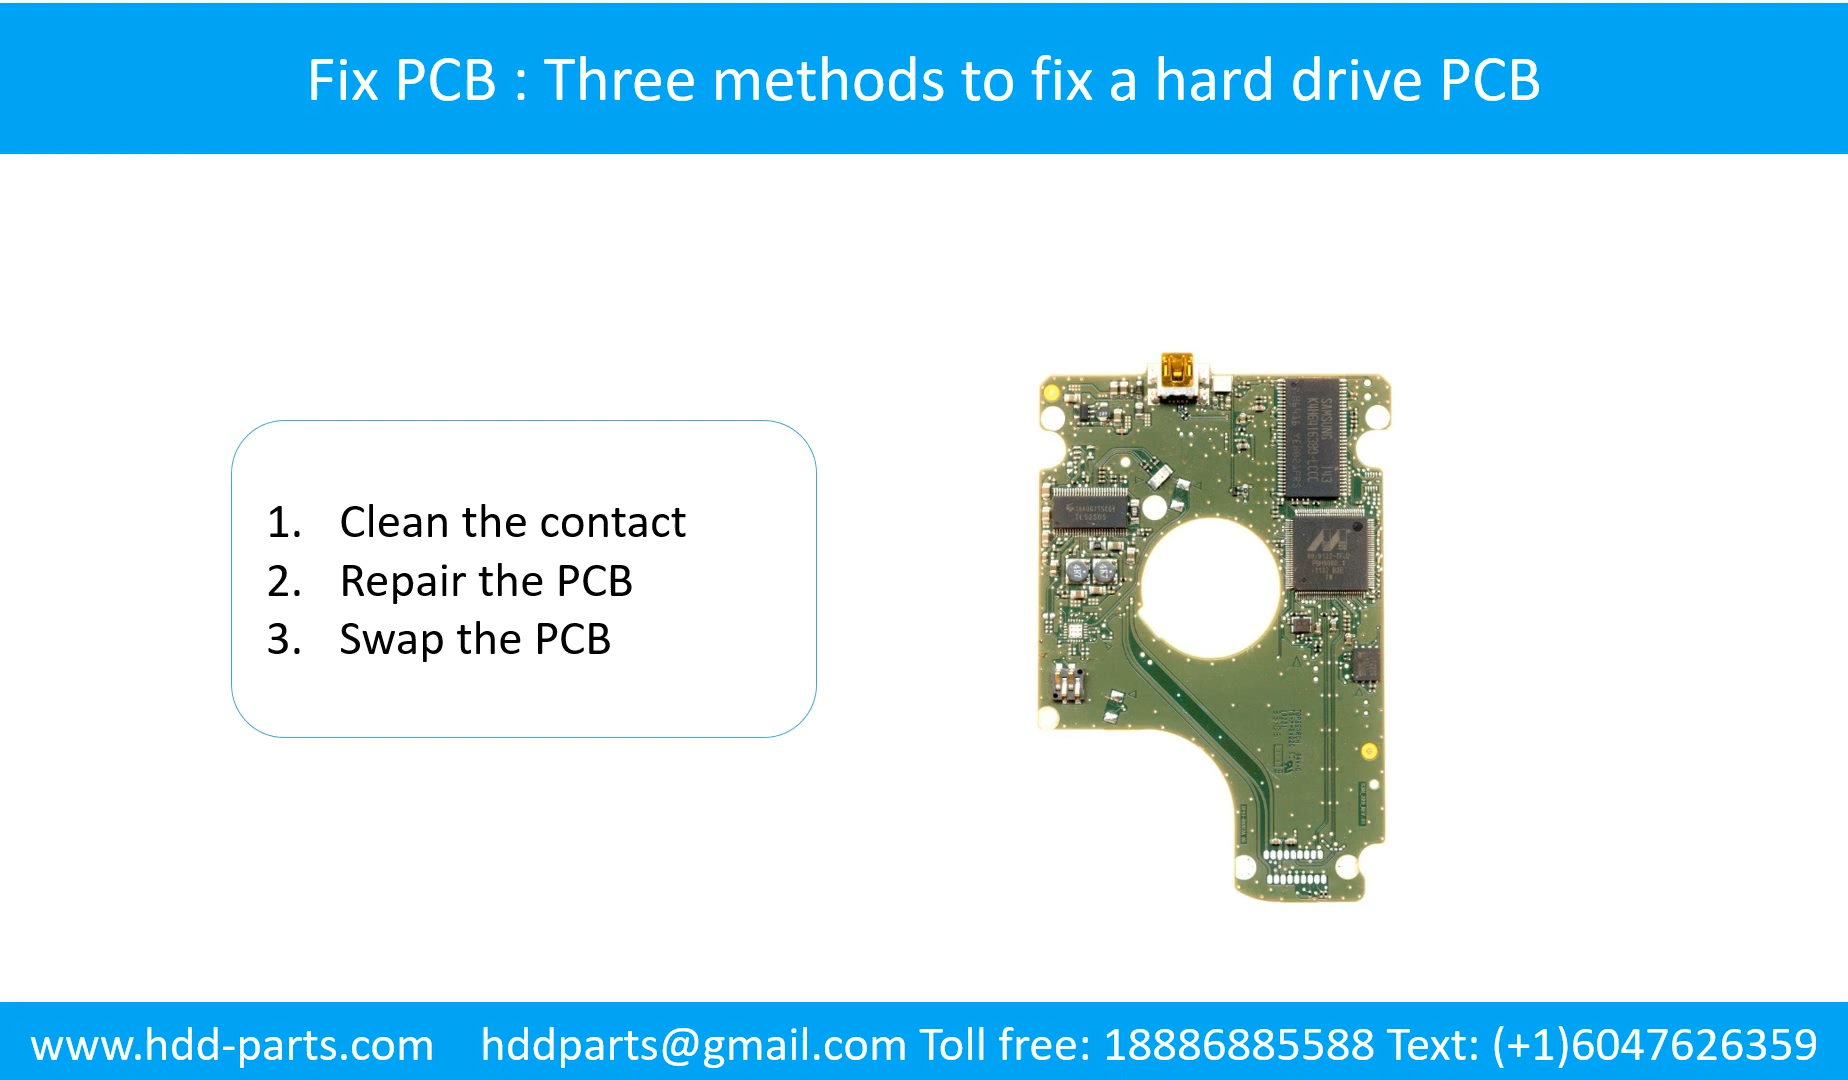 Fix PCB : Three methods to fix a hard drive PCB
1. Clean the contact
2. Repair the PCB
3. Swap the PCB
SAMSUNG
www.hdd-parts.com hddparts@gmail.com Toll free: 18886885588 Text: (+1)6047626359